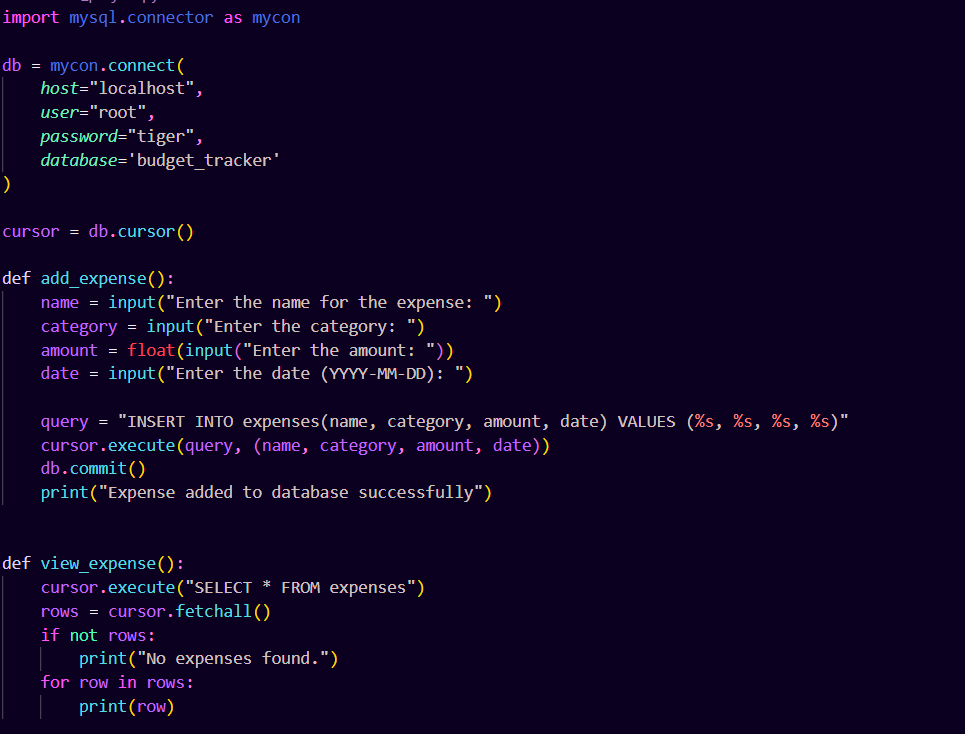 import mysql.connector as mycon
db = mycon.connect(
host="localhost",
user="root",
password="tiger",
database='budget_tracker'
)
cursor = db.cursor()
def add_expense():
name = input("Enter the name for the expense: ")
category = input("Enter the category: ")
amount = float(input("Enter the amount: "))
date = input("Enter the date (YYYY-MM-DD): ")
query = "INSERT INTO expenses(name, category, amount, date) VALUES (%s, %s, %s, %s)"
cursor.execute(query, (name, category, amount, date))
db.commit()
print("Expense added to database successfully")
def view_expense():
cursor.execute("SELECT * FROM expenses")
rows = cursor.fetchall()
if not rows:
print("No expenses found.")
for row in rows:
print(row)